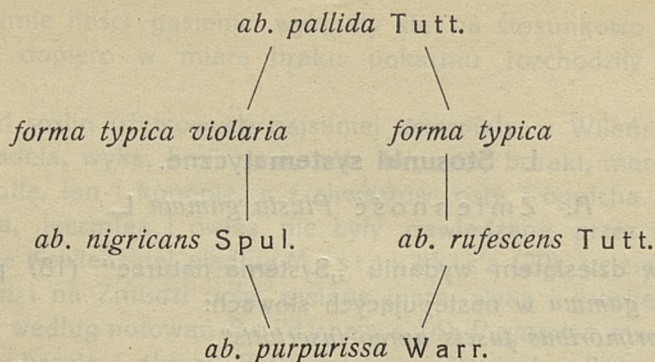 ab. pallida Tutt.
forma typica violaria forma typica
ab. nigricans Spul. ab. rufescens Tutt.
ab. purpurissa Warr.